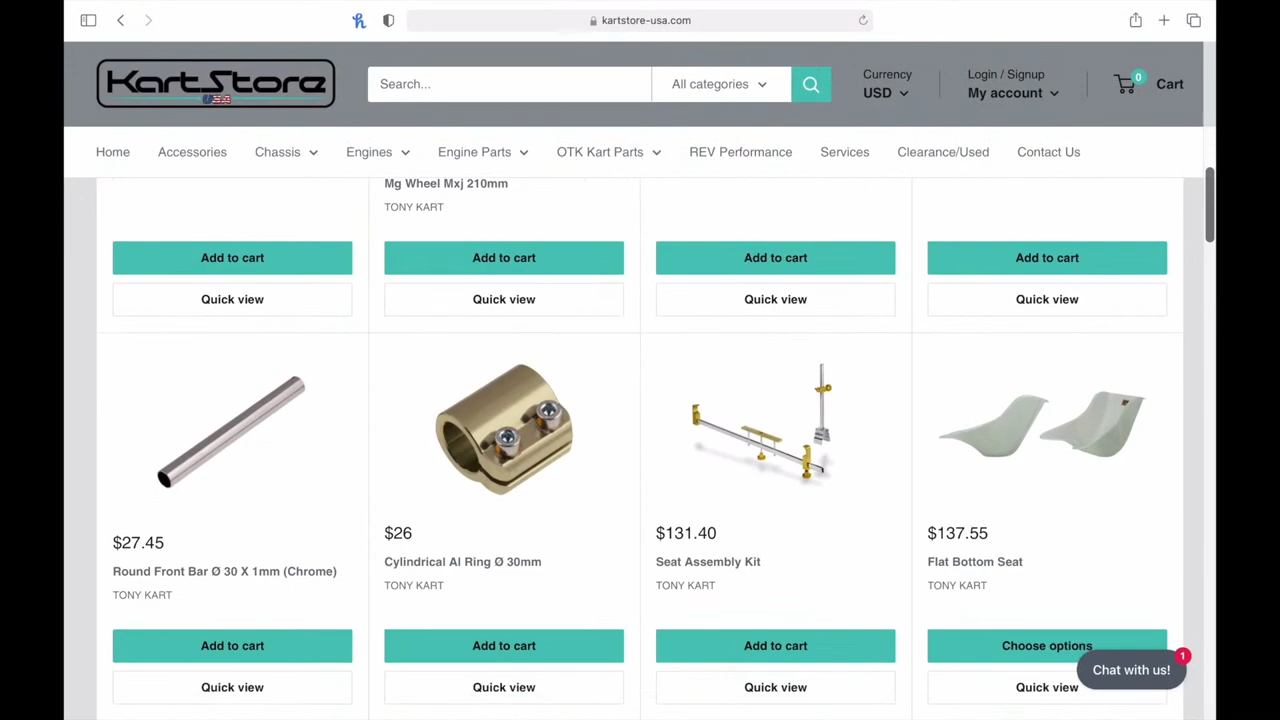 kartstore-usa.com
KartStore
USA
Search...
All categories
Currency
USD
Login / Signup
My account
0
Cart
Home
Accessories
Chassis
Engines
Engine Parts
OTK Kart Parts
REV Performance
Services
Clearance/Used
Contact Us
Mg Wheel Mxj 210mm
TONY KART
Add to cart
Add to cart
Add to cart
Add to cart
Quick view
Quick view
Quick view
Quick view
$27.45
Round Front Bar Ø 30 X 1mm (Chrome)
TONY KART
$26
Cylindrical Al Ring Ø 30mm
TONY KART
$131.40
Seat Assembly Kit
TONY KART
$137.55
Flat Bottom Seat
TONY KART
Add to cart
Add to cart
Add to cart
Choose options
Quick view
Quick view
Quick view
Quick view
Chat with us!
1